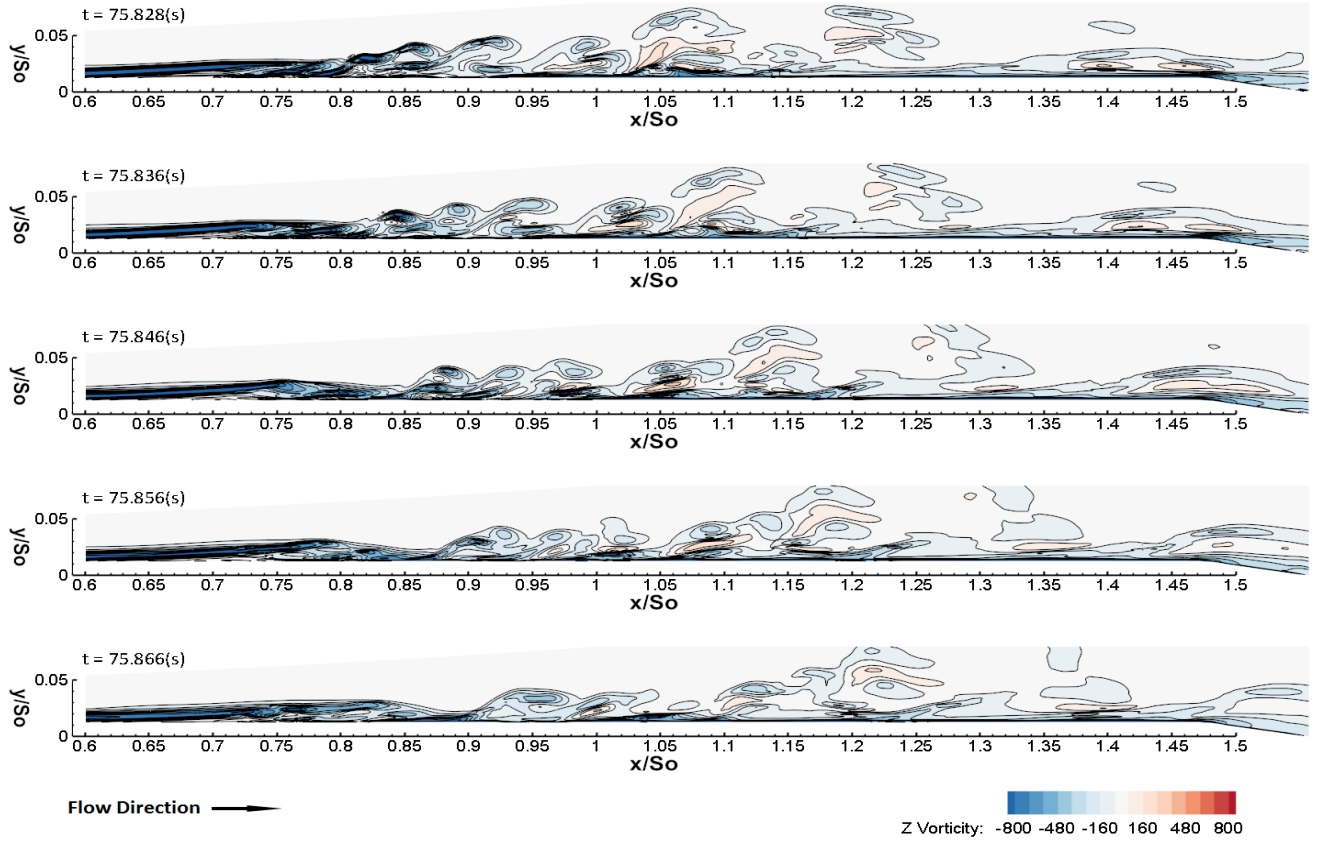 t = 75.828(s)
y/So
0.05
0
0.6 0.65 0.7 0.75 0.8 0.85 0.9 0.95 1 1.05 1.1 1.15 1.2 1.25 1.3 1.35 1.4 1.45 1.5
x/So
t = 75.836(s)
y/So
0.05
0
0.6 0.65 0.7 0.75 0.8 0.85 0.9 0.95 1 1.05 1.1 1.15 1.2 1.25 1.3 1.35 1.4 1.45 1.5
x/So
t = 75.846(s)
y/So
0.05
0
0.6 0.65 0.7 0.75 0.8 0.85 0.9 0.95 1 1.05 1.1 1.15 1.2 1.25 1.3 1.35 1.4 1.45 1.5
x/So
t = 75.856(s)
y/So
0.05
0
0.6 0.65 0.7 0.75 0.8 0.85 0.9 0.95 1 1.05 1.1 1.15 1.2 1.25 1.3 1.35 1.4 1.45 1.5
x/So
t = 75.866(s)
y/So
0.05
0
0.6 0.65 0.7 0.75 0.8 0.85 0.9 0.95 1 1.05 1.1 1.15 1.2 1.25 1.3 1.35 1.4 1.45 1.5
x/So
Flow Direction
Z Vorticity: -800 -480 -160 160 480 800